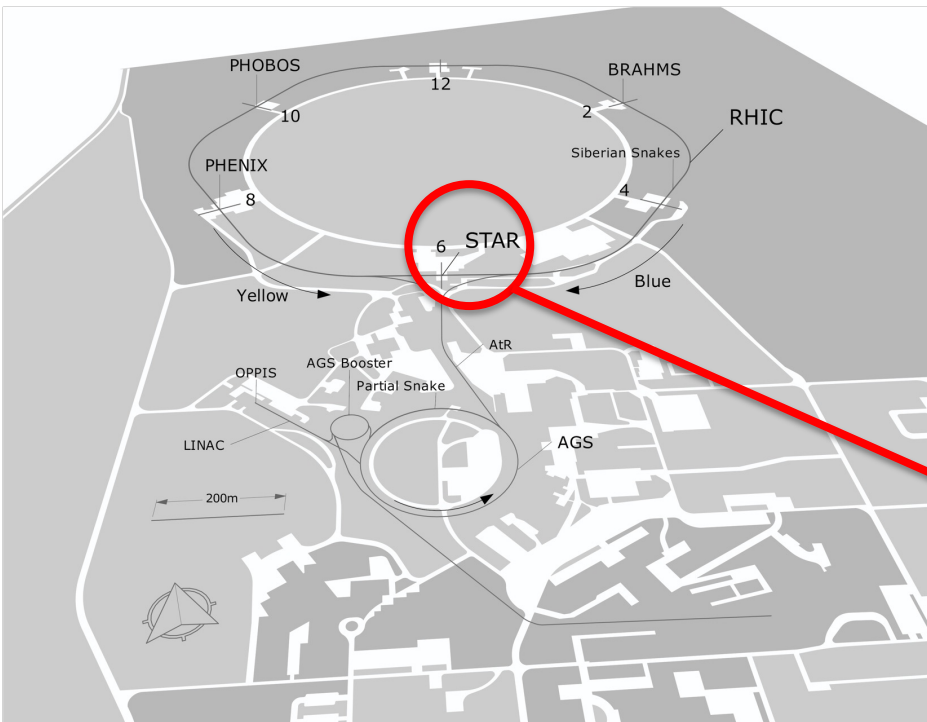 PHOBOS
12
BRAHMS
10
2
RHIC
Siberian Snakes
PHENIX
8
4
6
STAR
Yellow
Blue
AtR
AGS Booster
OPPIS
Partial Snake
LINAC
AGS
200m